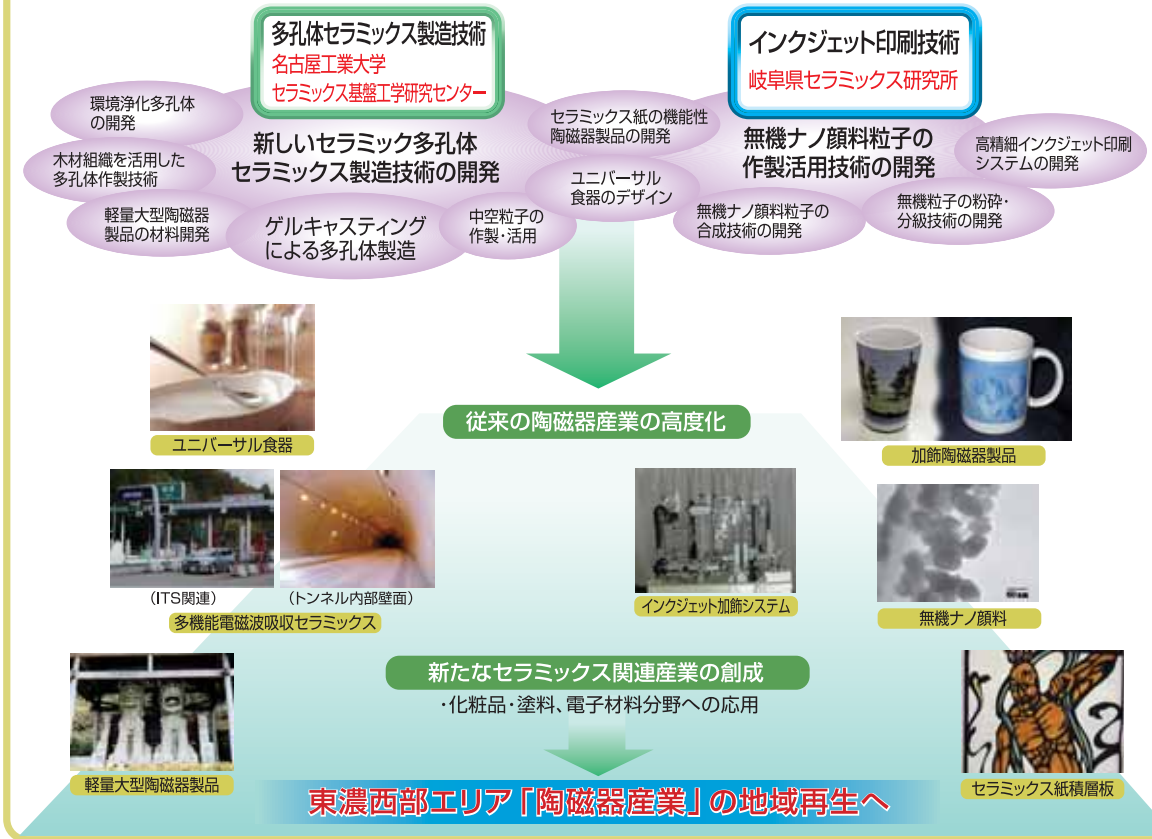 多孔体セラミックス製造技術
名古屋工業大学
セラミックス基盤工学研究センター
インクジェット印刷技術
岐阜県セラミックス研究所
環境浄化多孔体
の開発
木材組織を活用した
多孔体作製技術
軽量大型陶磁器
製品の材料開発
新しいセラミック多孔体
セラミックス製造技術の開発
ゲルキャスティング
による多孔体製造
中空粒子の
作製・活用
セラミックス紙の機能性
陶磁器製品の開発
ユニバーサル
食器のデザイン
無機ナノ顔料粒子の
作製活用技術の開発
無機ナノ顔料粒子の
合成技術の開発
無機粒子の粉砕・
分級技術の開発
高精細インクジェット印刷
システムの開発
従来の陶磁器産業の高度化
ユニバーサル食器
加飾陶磁器製品
（ITS関連）
（トンネル内部壁面）
多機能電磁波吸収セラミックス
インクジェット加飾システム
無機ナノ顔料
新たなセラミックス関連産業の創成
・化粧品・塗料、電子材料分野への応用
軽量大型陶磁器製品
セラミックス紙積層板
東濃西部エリア「陶磁器産業」の地域再生へ